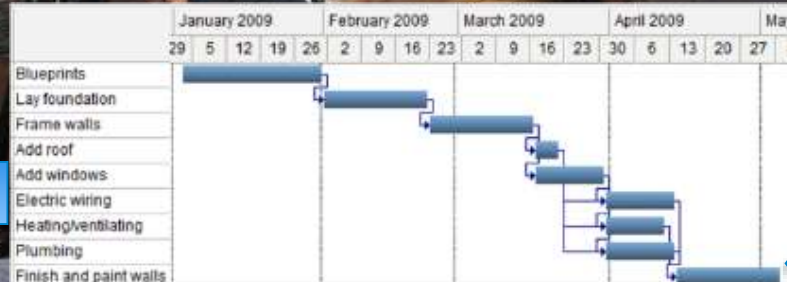 January 2009 February 2009 March 2009 April 2009 May
29 5 12 19 26 2 9 16 23 2 9 16 23 30 6 13 20 27
Blueprints
Lay foundation
Frame walls
Add roof
Add windows
Electric wiring
Heating/ventilating
Plumbing
Finish and paint walls